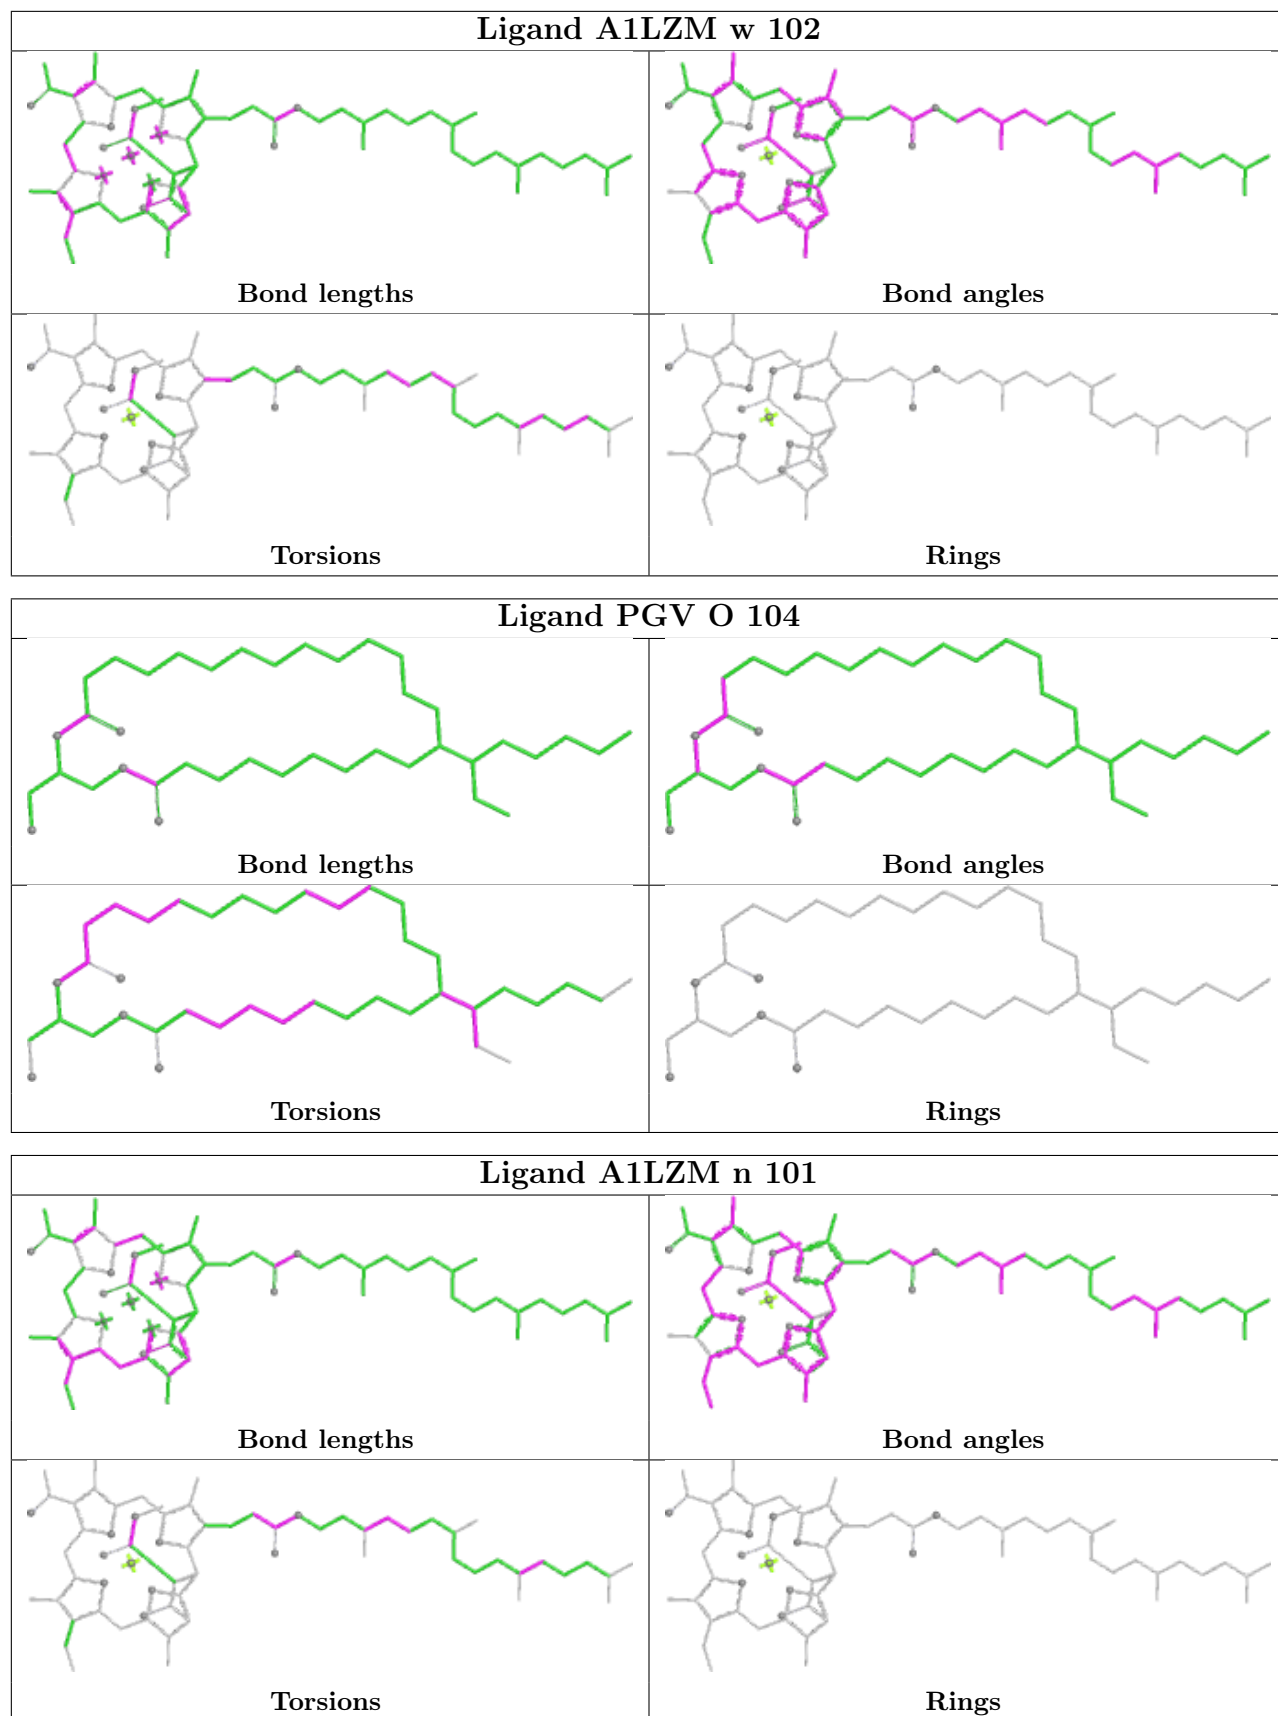 Ligand A1LZM w 102
Bond lengths
Bond angles
Torsions
Rings
Ligand PGV O 104
Bond lengths
Bond angles
Torsions
Rings
Ligand A1LZM n 101
Bond lengths
Bond angles
Torsions
Rings